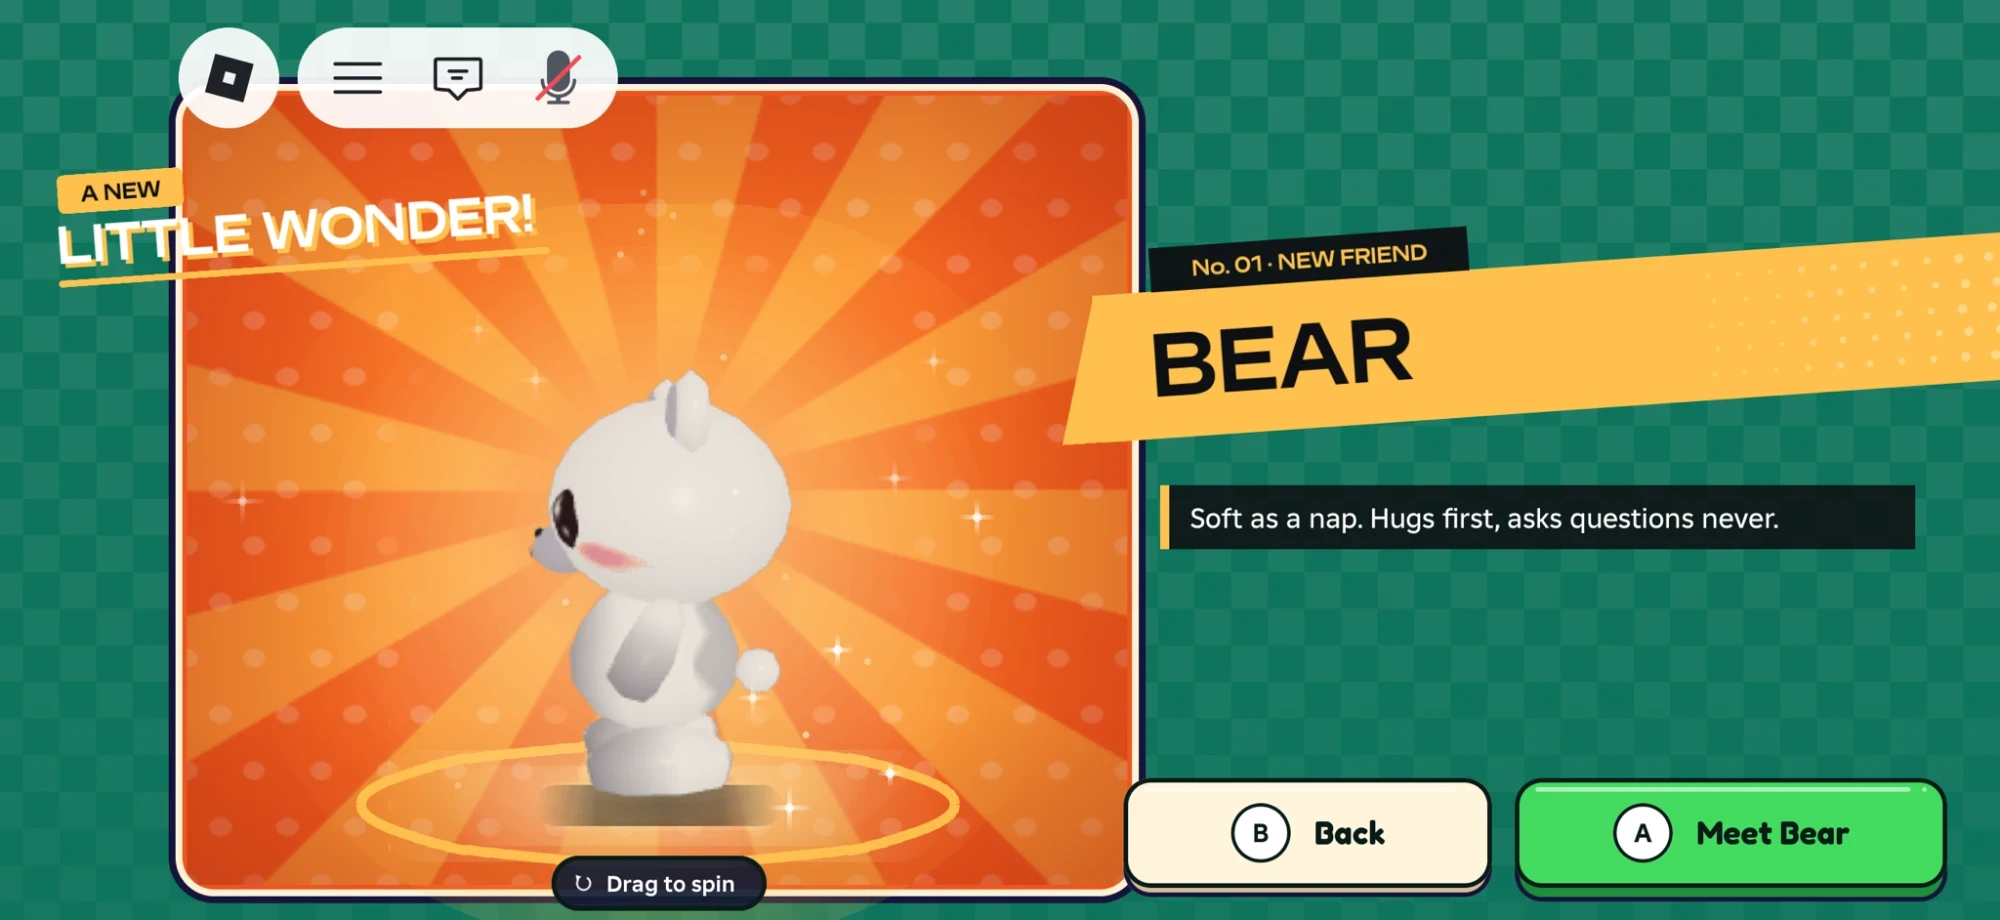 A NEW
LITTLE WONDER!
No. 01 · NEW FRIEND
BEAR
Soft as a nap. Hugs first, asks questions never.
B Back
A Meet Bear
Drag to spin